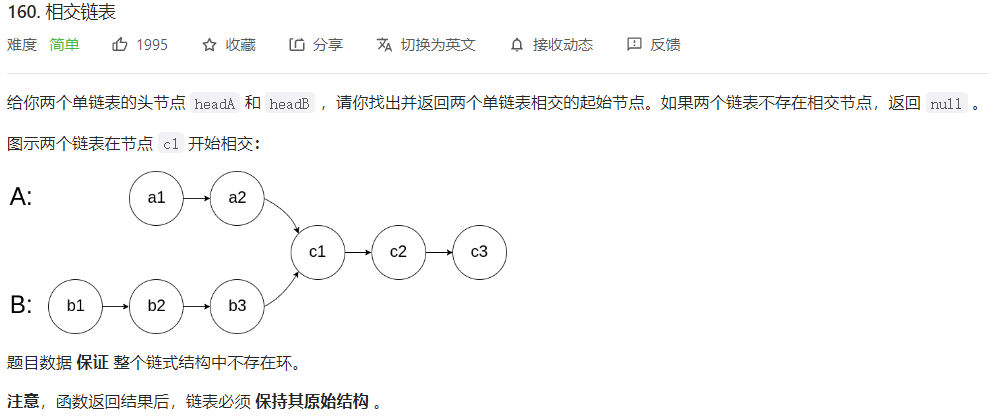 160. 相交链表
难度 简单 1995 收藏 分享 切换为英文 接收动态 反馈
给你两个单链表的头节点 headA 和 headB ，请你找出并返回两个单链表相交的起始节点。如果两个链表不存在相交节点，返回 null 。
图示两个链表在节点 c1 开始相交：
A: a1 a2
c1 c2 c3
B: b1 b2 b3
题目数据 保证 整个链式结构中不存在环。
注意，函数返回结果后，链表必须 保持其原始结构 。